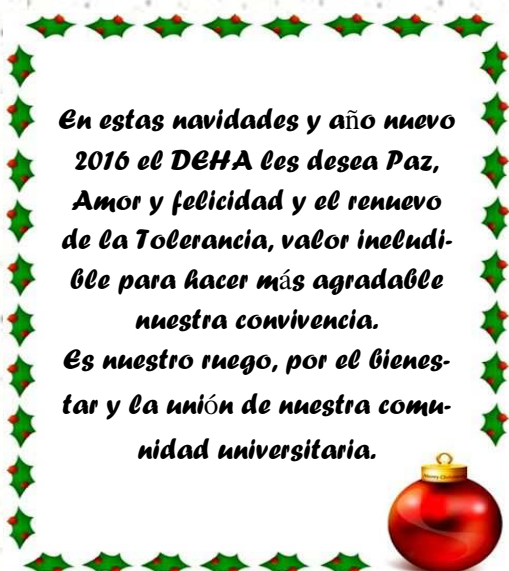 En estas navidades y año nuevo
2016 el DEHA les desea Paz,
Amor y felicidad y el renuevo
de la Tolerancia, valor ineludi-
ble para hacer más agradable
nuestra convivencia.
Es nuestro ruego, por el bienes-
tar y la unión de nuestra comu-
nidad universitaria.